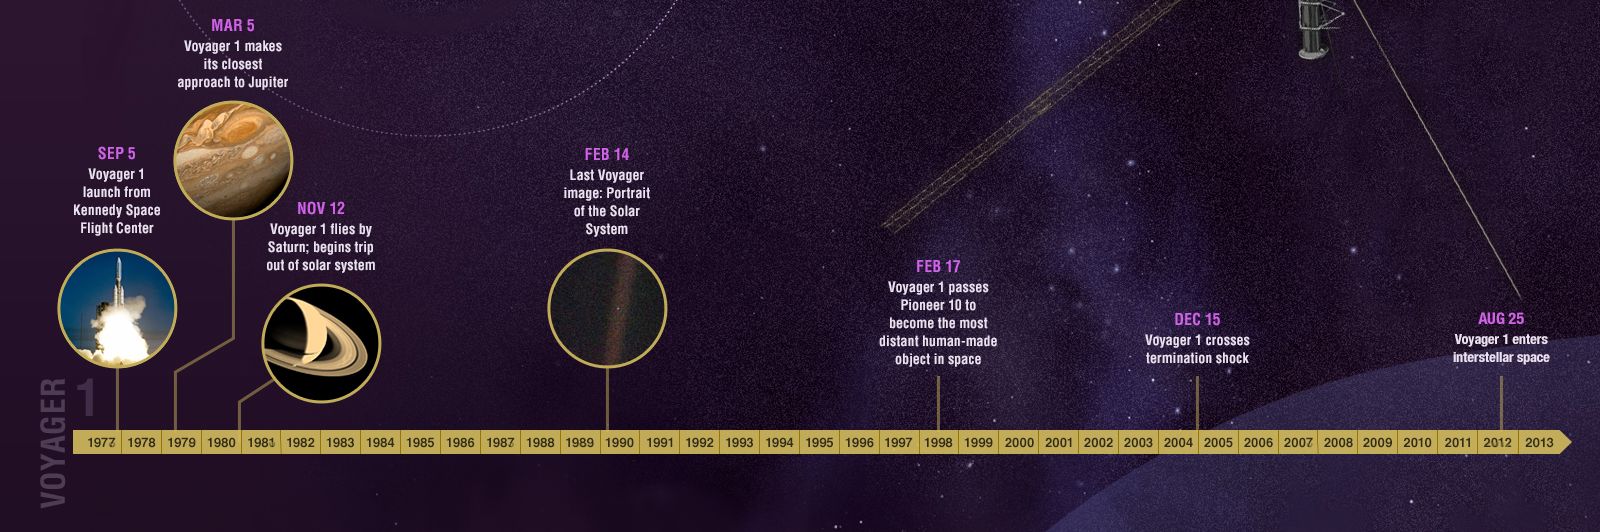 MAR 5
Voyager 1 makes
its closest
approach to Jupiter
SEP 5
Voyager 1
launch from
Kennedy Space
Flight Center
NOV 12
Voyager 1 flies by
Saturn; begins trip
out of solar system
FEB 14
Last Voyager
image: Portrait
of the Solar
System
FEB 17
Voyager 1 passes
Pioneer 10 to
become the most
distant human-made
object in space
DEC 15
Voyager 1 crosses
termination shock
AUG 25
Voyager 1 enters
interstellar space
VOYAGER 1
1977 1978 1979 1980 1981 1982 1983 1984 1985 1986 1987 1988 1989 1990 1991 1992 1993 1994 1995 1996 1997 1998 1999 2000 2001 2002 2003 2004 2005 2006 2007 2008 2009 2010 2011 2012 2013